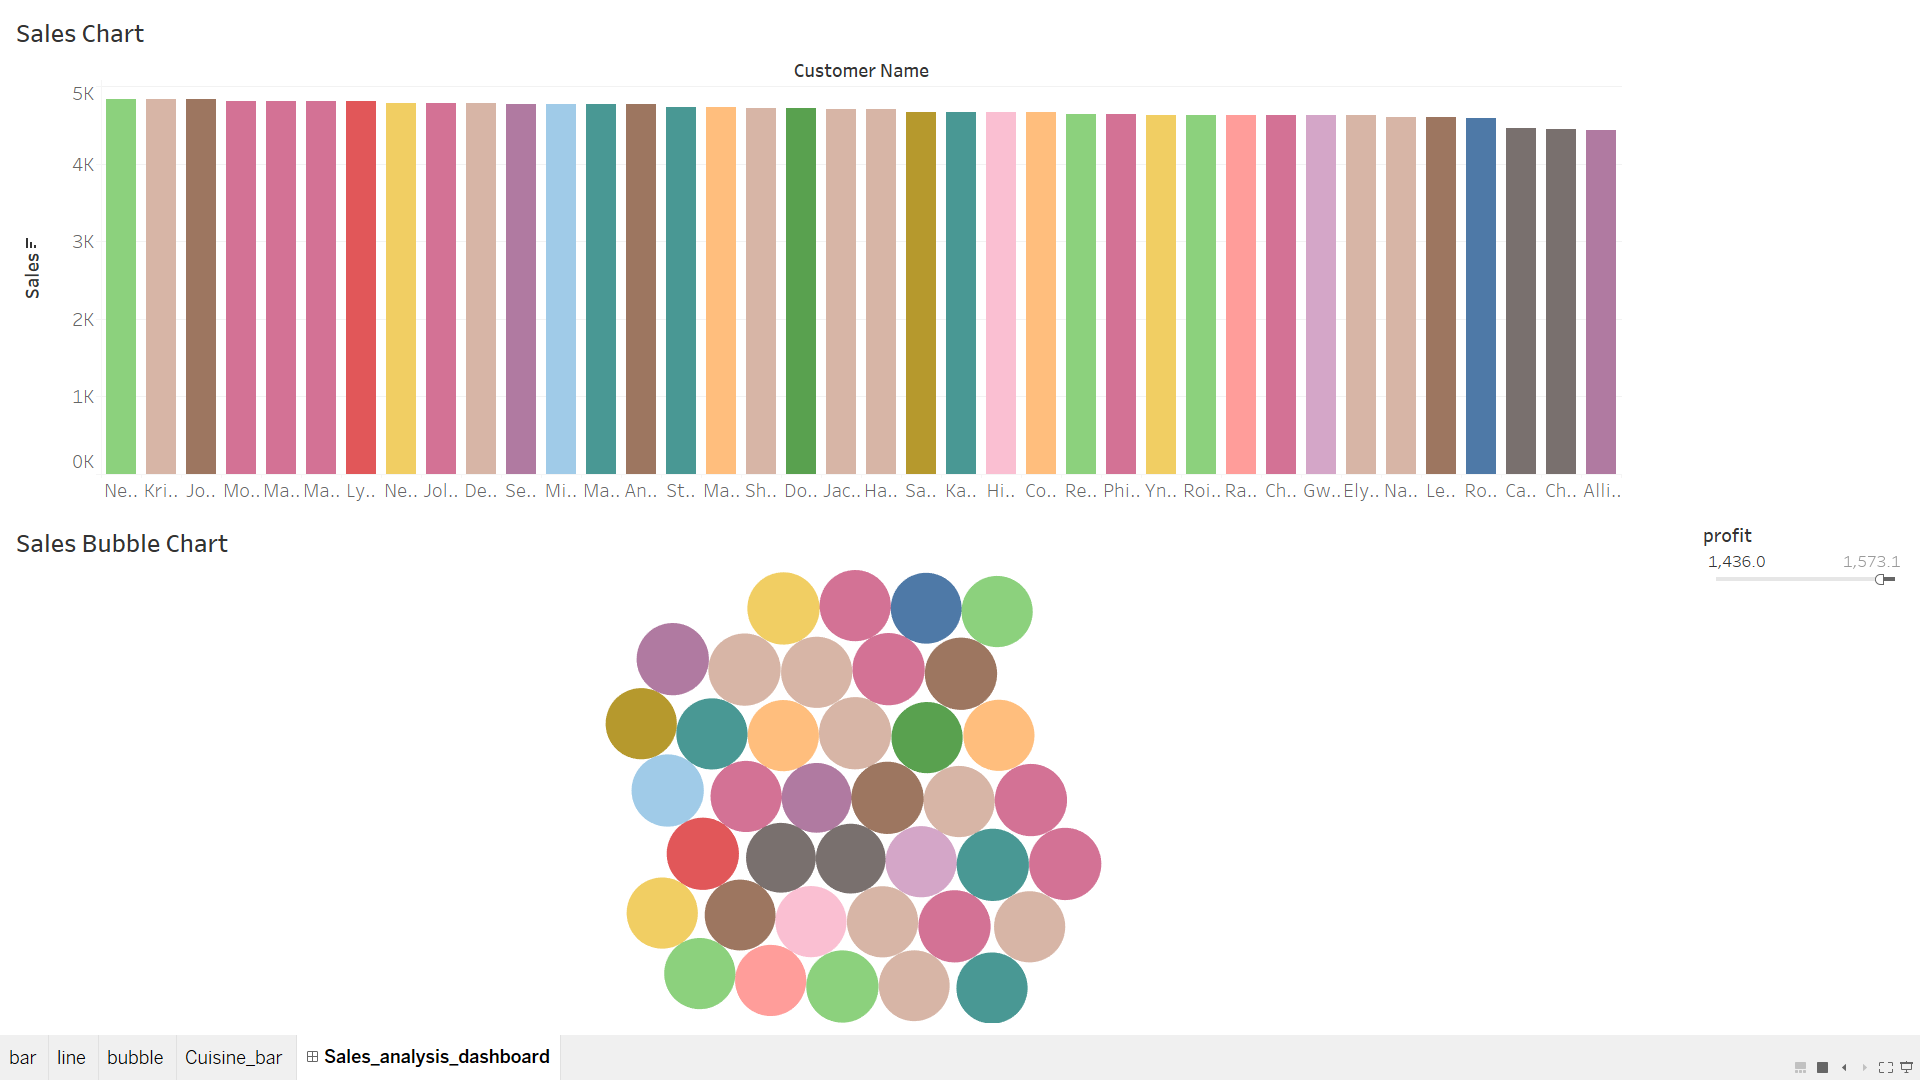 Sales Chart
Customer Name
5K
4K
3K
2K
1K
0K
Sales
Ne.. Kri.. Jo.. Mo.. Ma.. Ma.. Ly.. Ne.. Jol.. De.. Se.. Mi.. Ma.. An.. St.. Ma.. Sh.. Do.. Jac.. Ha.. Sa.. Ka.. Hi.. Co.. Re.. Phi.. Yn.. Roi.. Ra.. Ch.. Gw.. Ely.. Na.. Le.. Ro.. Ca.. Ch.. Alli..
Sales Bubble Chart
profit
1,436.0 1,573.1
bar line bubble Cuisine_bar Sales_analysis_dashboard